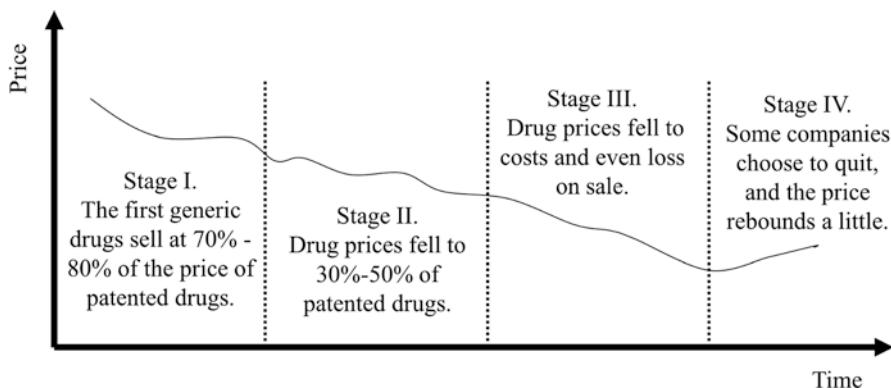 Price
Stage I.
The first generic
drugs sell at 70% -
80% of the price of
patented drugs.
Stage II.
Drug prices fell to
30%-50% of
patented drugs.
Stage III.
Drug prices fell to
costs and even loss
on sale.
Stage IV.
Some companies
choose to quit,
and the price
rebounds a little.
Time